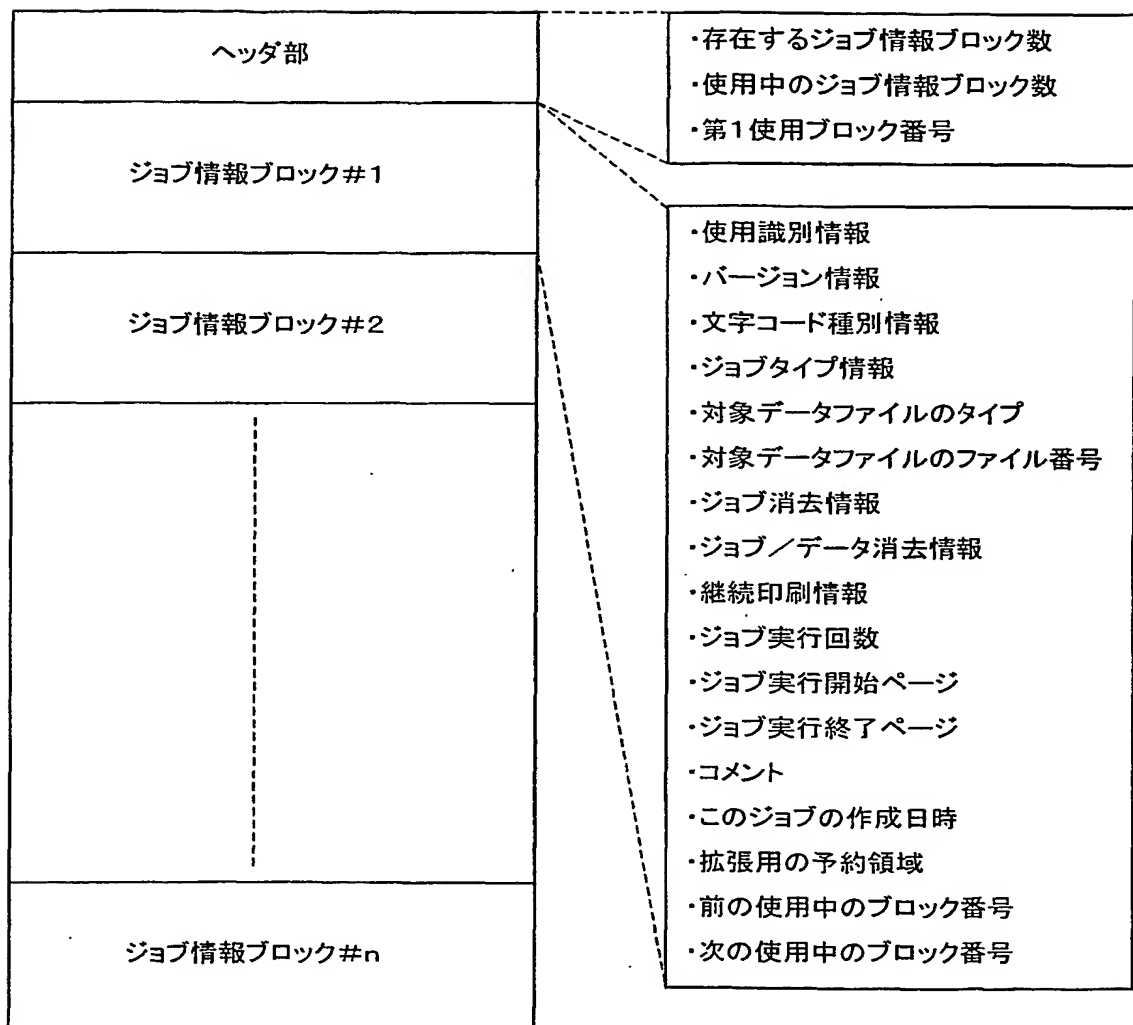 ヘッダ部
ジョブ情報ブロック#1
ジョブ情報ブロック#2
ジョブ情報ブロック#n
・存在するジョブ情報ブロック数
・使用中のジョブ情報ブロック数
・第1使用ブロック番号
・使用識別情報
・バージョン情報
・文字コード種別情報
・ジョブタイプ情報
・対象データファイルのタイプ
・対象データファイルのファイル番号
・ジョブ消去情報
・ジョブ／データ消去情報
・継続印刷情報
・ジョブ実行回数
・ジョブ実行開始ページ
・ジョブ実行終了ページ
・コメント
・このジョブの作成日時
・拡張用の予約領域
・前の使用中のブロック番号
・次の使用中のブロック番号